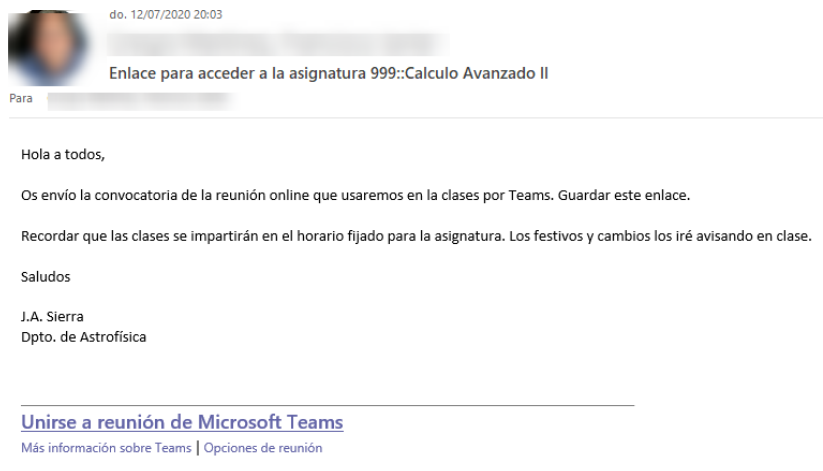 do. 12/07/2020 20:03
Enlace para acceder a la asignatura 999::Calculo Avanzado II
Para
Hola a todos,
Os envío la convocatoria de la reunión online que usaremos en la clases por Teams. Guardar este enlace.
Recordar que las clases se impartirán en el horario fijado para la asignatura. Los festivos y cambios los iré avisando en clase.
Saludos
J.A. Sierra
Dpto. de Astrofísica
Unirse a reunión de Microsoft Teams
Más información sobre Teams | Opciones de reunión